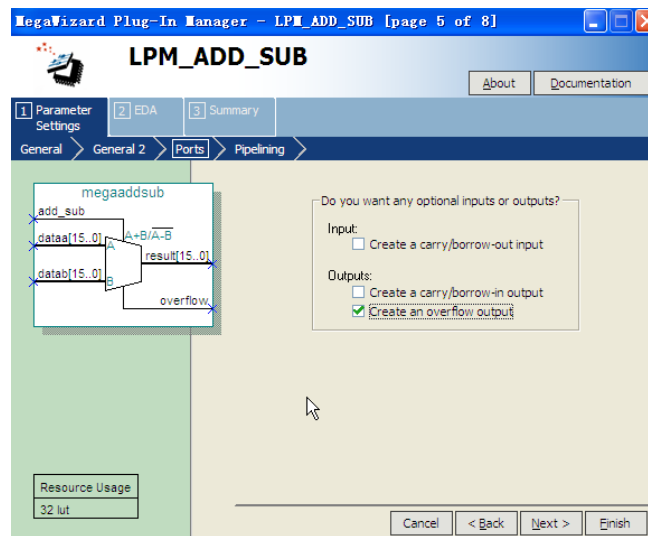 MegaWizard Plug-In Manager - LPM_ADD_SUB [page 5 of 8]
LPM_ADD_SUB
About
Documentation
1 Parameter Settings
2 EDA
3 Summary
General
General 2
Ports
Pipelining
megaaddsub
add_sub
dataa[15..0]
A
A+B/A-B
result[15..0]
datab[15..0]
B
overflow
Resource Usage
32 lut
Do you want any optional inputs or outputs?
Input:
Create a carry/borrow-out input
Outputs:
Create a carry/borrow-in output
Create an overflow output
Cancel
< Back
Next >
Finish